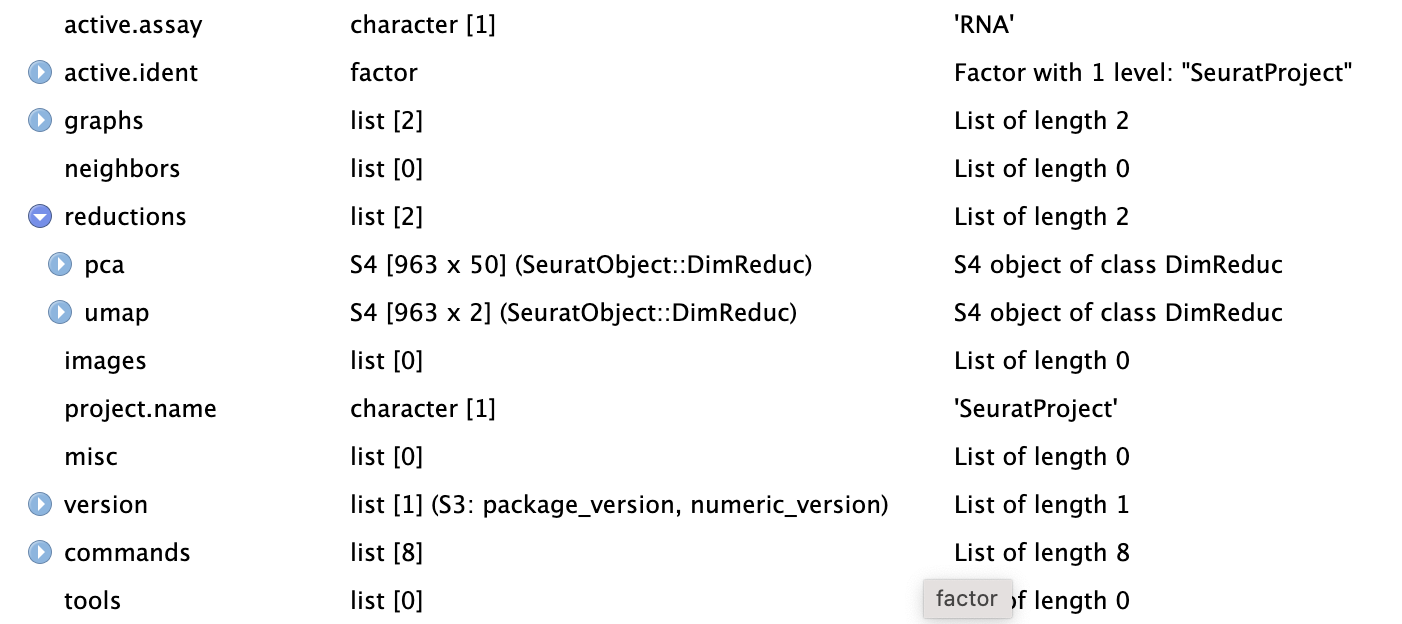 active.assay character [1] 'RNA'
active.ident factor Factor with 1 level: "SeuratProject"
graphs list [2] List of length 2
neighbors list [0] List of length 0
reductions list [2] List of length 2
pca S4 [963 x 50] (SeuratObject::DimReduc) S4 object of class DimReduc
umap S4 [963 x 2] (SeuratObject::DimReduc) S4 object of class DimReduc
images list [0] List of length 0
project.name character [1] 'SeuratProject'
misc list [0] List of length 0
version list [1] (S3: package_version, numeric_version) List of length 1
commands list [8] List of length 8
tools list [0] factor of length 0